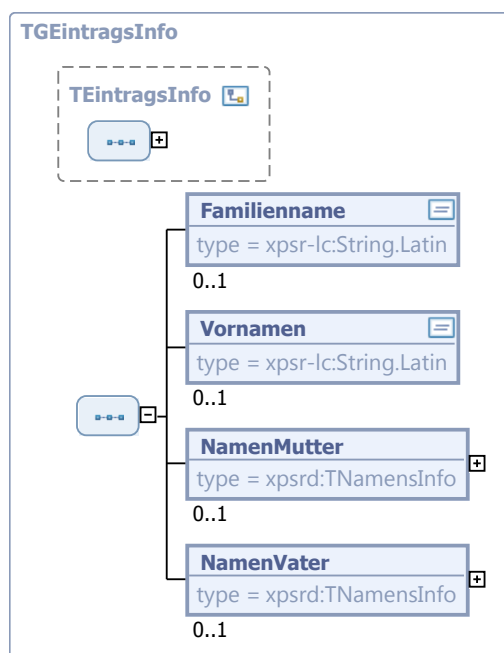 TGEintragsInfo
TEintragsInfo
Familienname
type = xpsr-lc:String.Latin
0..1
Vornamen
type = xpsr-lc:String.Latin
0..1
NamenMutter
type = xpsrd:TNamensInfo
0..1
NamenVater
type = xpsrd:TNamensInfo
0..1